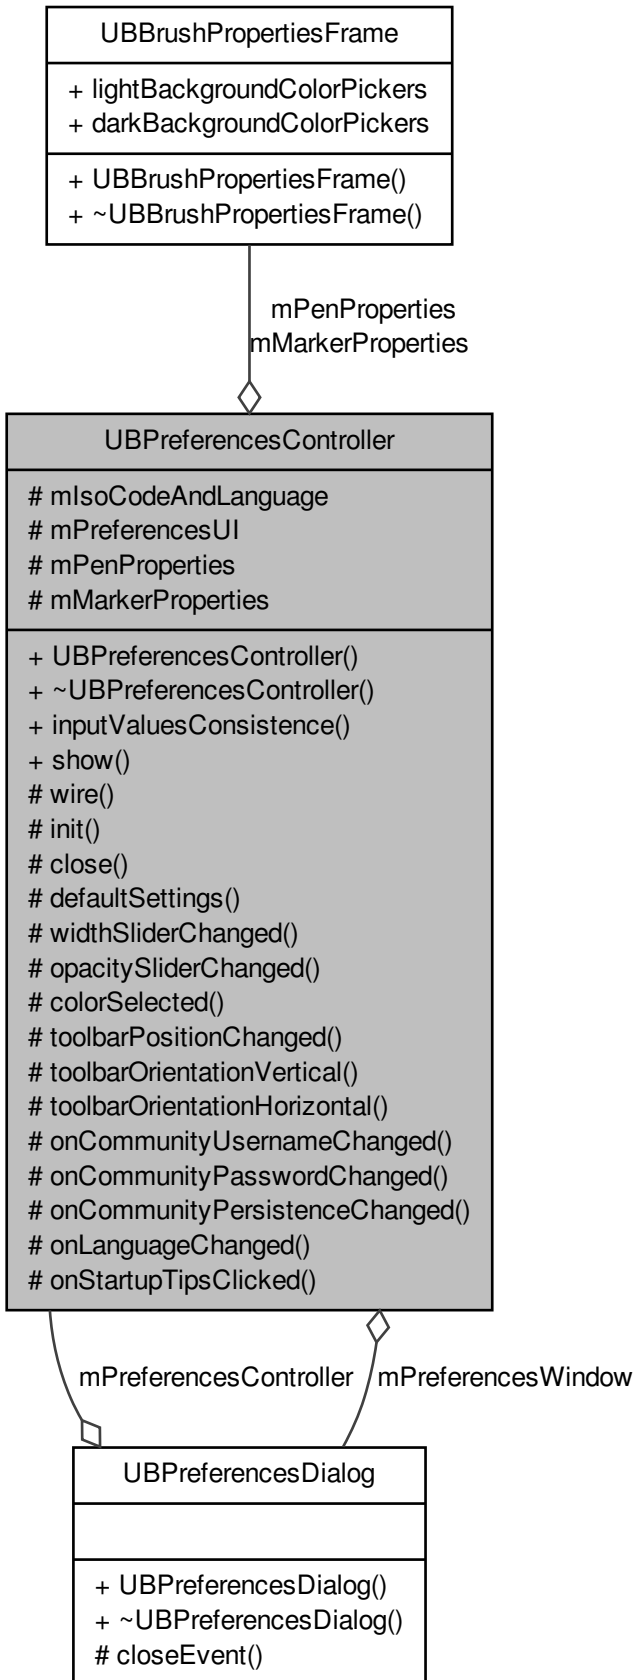 UBBrushPropertiesFrame
+ lightBackgroundColorPickers
+ darkBackgroundColorPickers
+ UBBrushPropertiesFrame()
+ ~UBBrushPropertiesFrame()
mPenProperties
mMarkerProperties
UBPreferencesController
# mIsoCodeAndLanguage
# mPreferencesUI
# mPenProperties
# mMarkerProperties
+ UBPreferencesController()
+ ~UBPreferencesController()
+ inputValuesConsistence()
+ show()
# wire()
# init()
# close()
# defaultSettings()
# widthSliderChanged()
# opacitySliderChanged()
# colorSelected()
# toolbarPositionChanged()
# toolbarOrientationVertical()
# toolbarOrientationHorizontal()
# onCommunityUsernameChanged()
# onCommunityPasswordChanged()
# onCommunityPersistenceChanged()
# onLanguageChanged()
# onStartupTipsClicked()
mPreferencesController mPreferencesWindow
UBPreferencesDialog
+ UBPreferencesDialog()
+ ~UBPreferencesDialog()
# closeEvent()